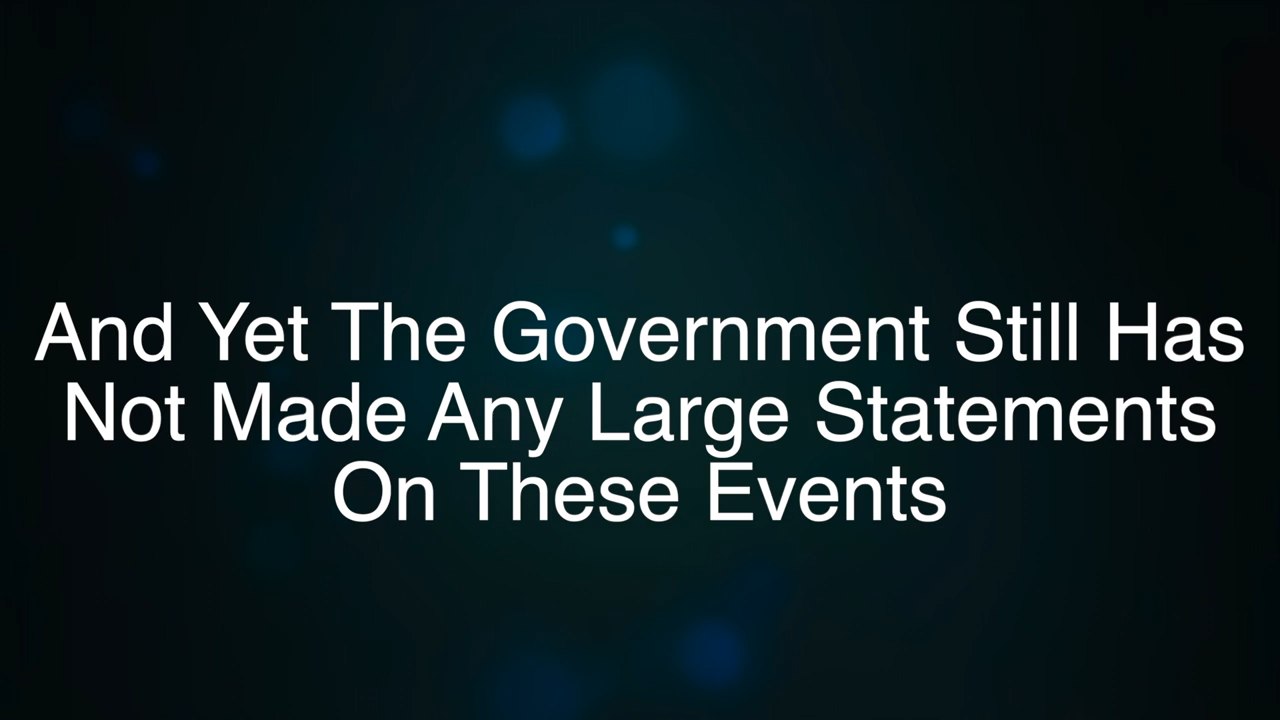 And Yet The Government Still Has
Not Made Any Large Statements
On These Events